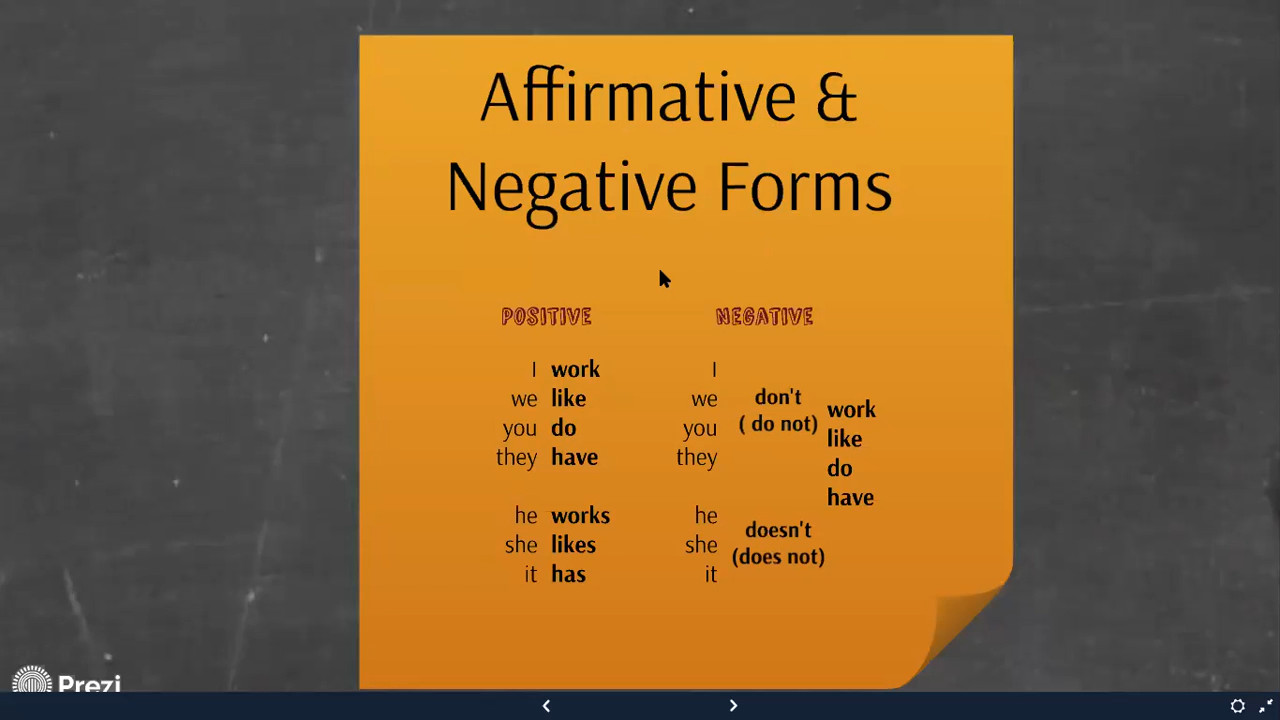 Affirmative &
Negative Forms
POSITIVE NEGATIVE
I work
we like
you do
they have
he works
she likes
it has
I
we
you
they
don't
( do not)
he
she
it
doesn't
(does not)
work
like
do
have
Prezi